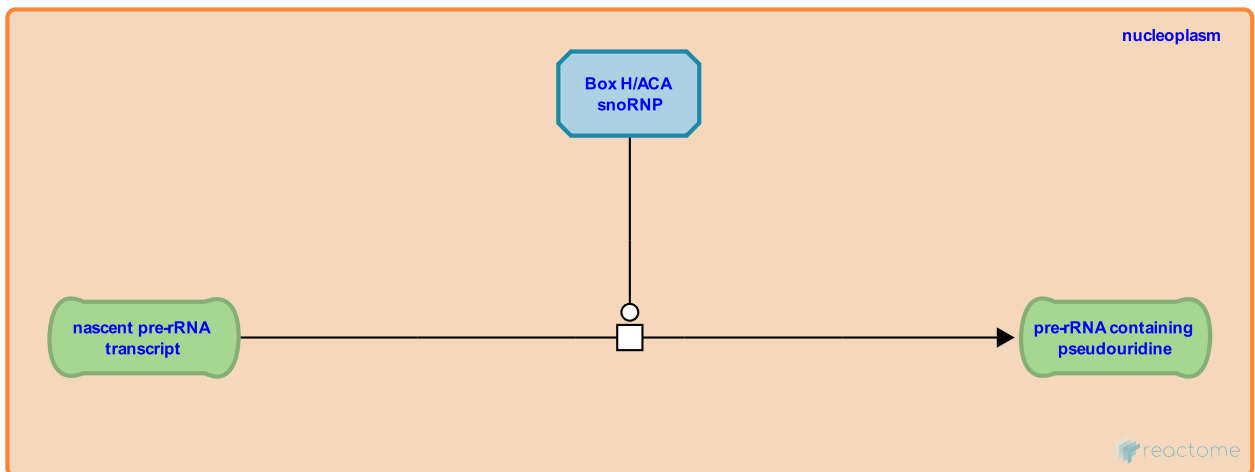 nucleoplasm
Box H/ACA
snoRNP
nascent pre-rRNA
transcript
pre-rRNA containing
pseudouridine
reactome